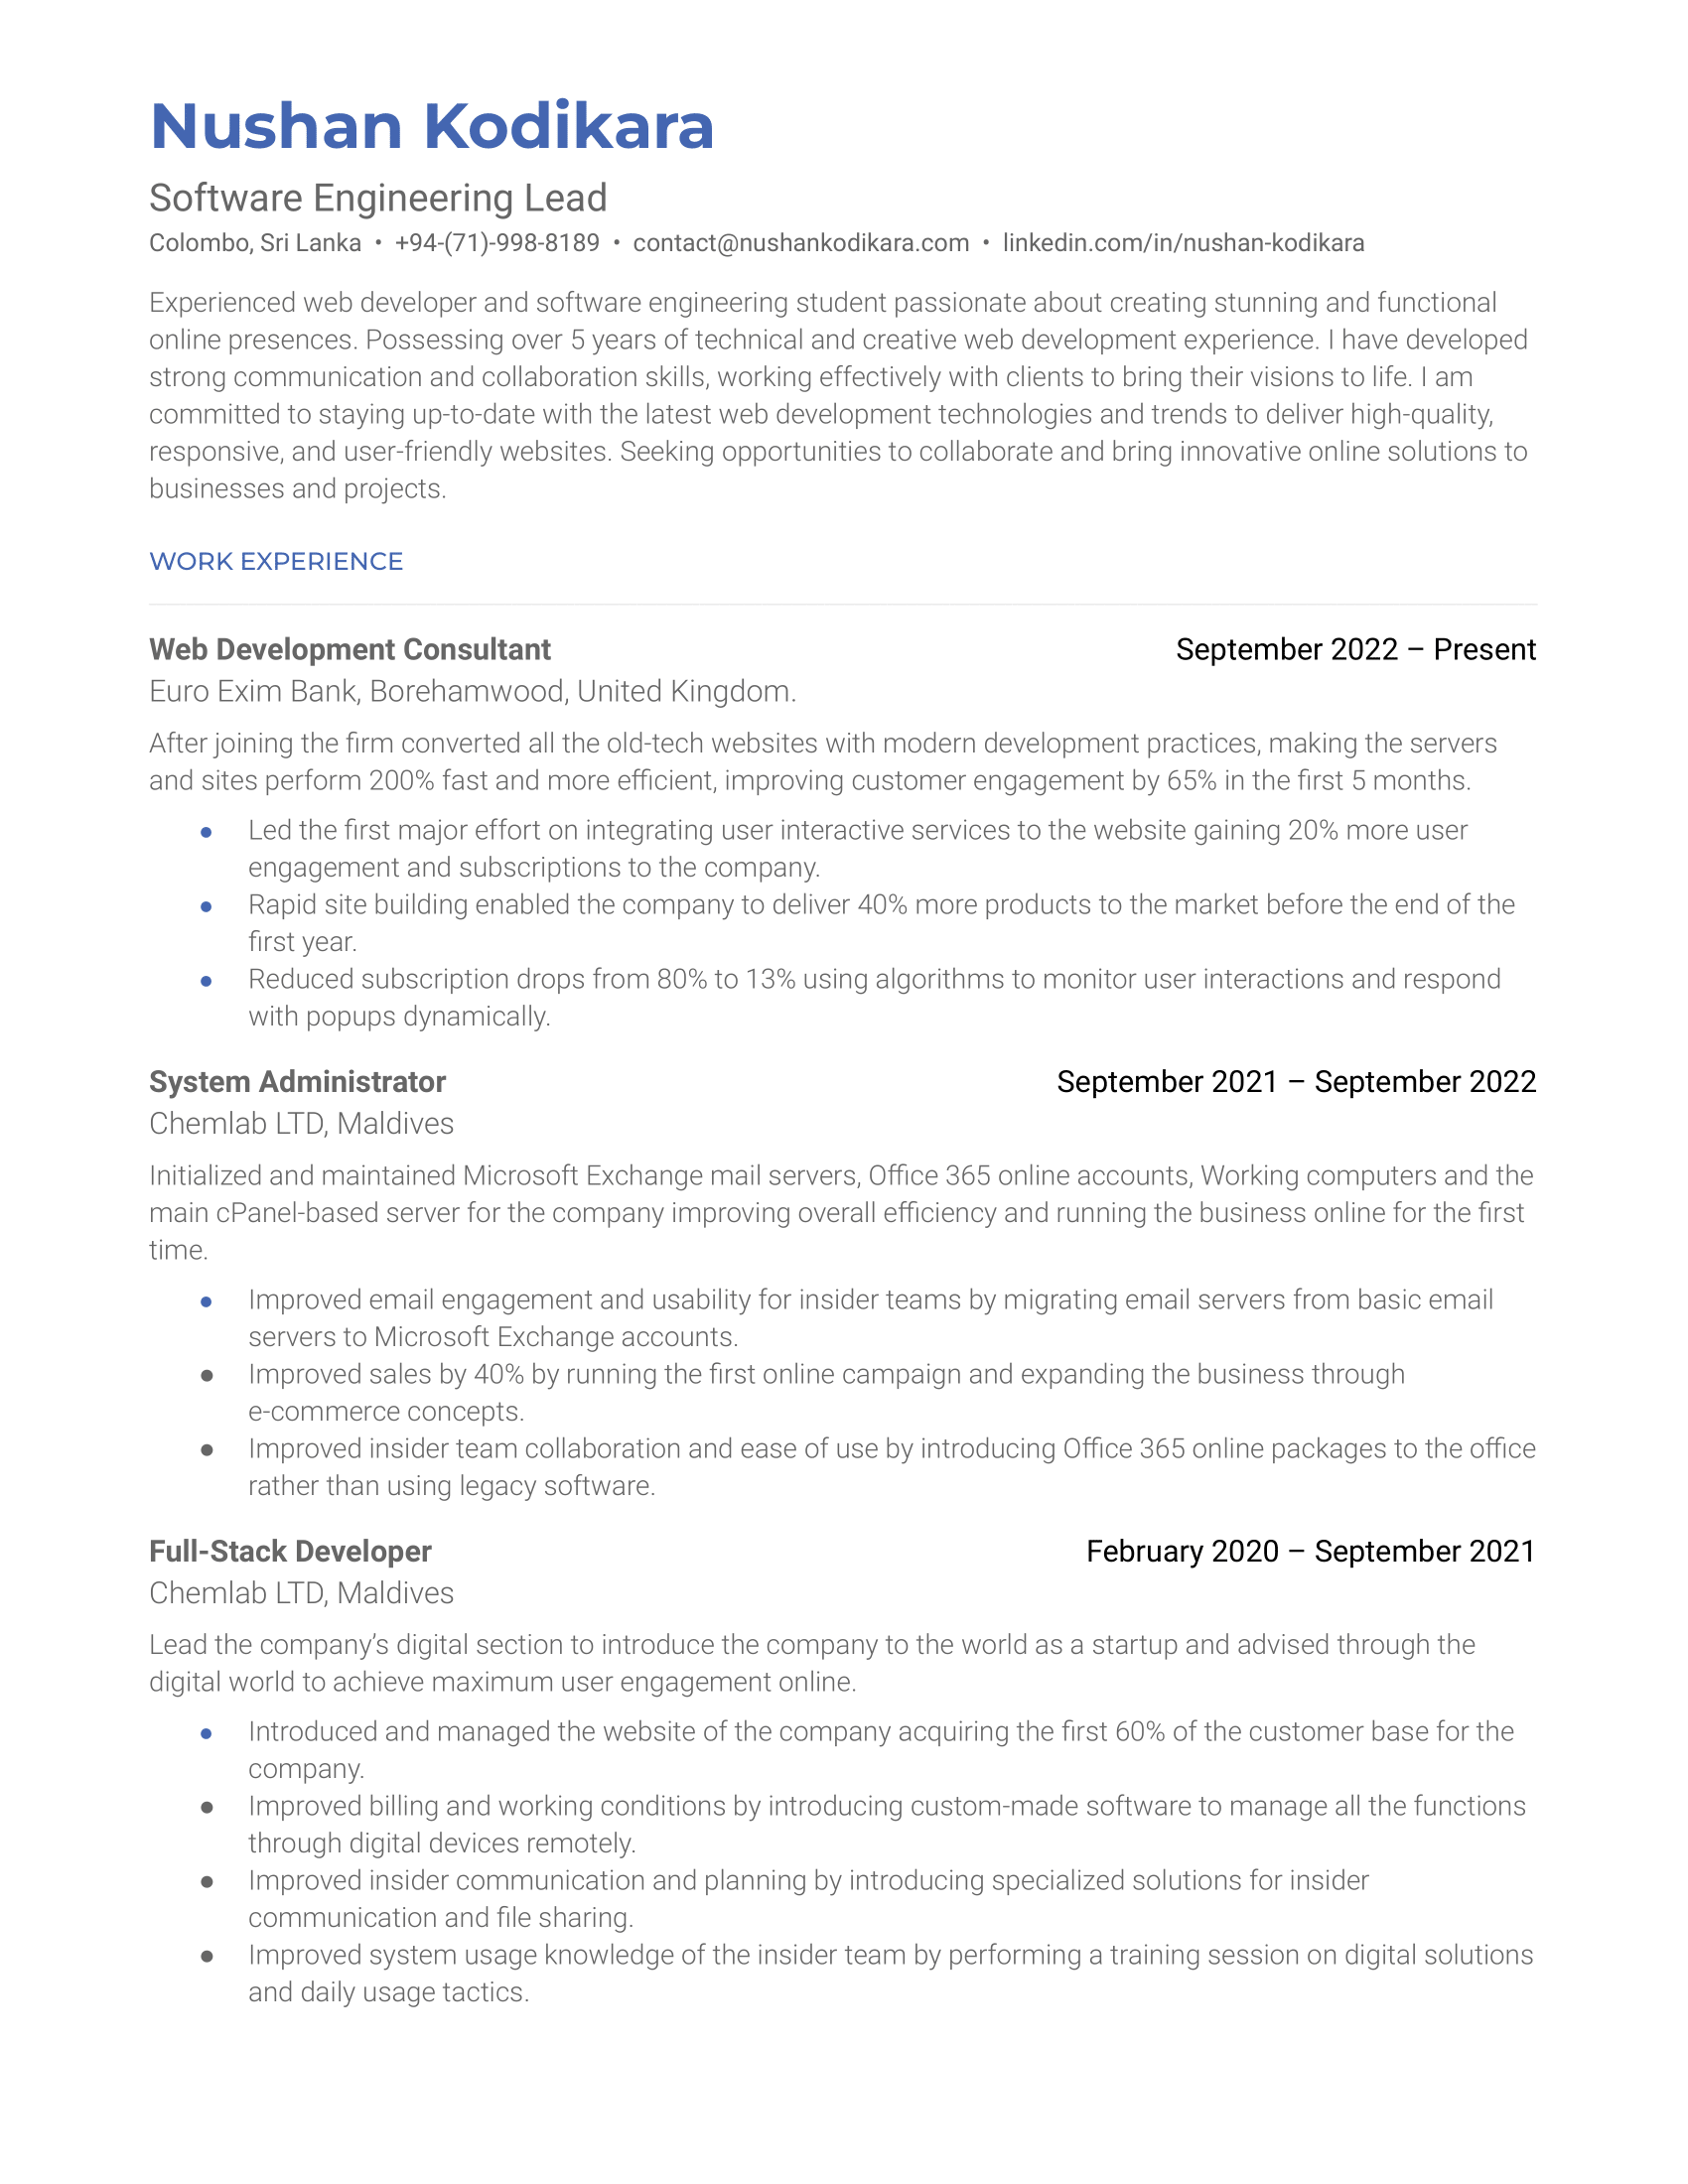 Nushan Kodikara
Software Engineering Lead
Colombo, Sri Lanka • +94-(71)-998-8189 • contact@nushankodikara.com • linkedin.com/in/nushan-kodikara
Experienced web developer and software engineering student passionate about creating stunning and functional
online presences. Possessing over 5 years of technical and creative web development experience. I have developed
strong communication and collaboration skills, working effectively with clients to bring their visions to life. I am
committed to staying up-to-date with the latest web development technologies and trends to deliver high-quality,
responsive, and user-friendly websites. Seeking opportunities to collaborate and bring innovative online solutions to
businesses and projects.
WORK EXPERIENCE
Web Development Consultant September 2022 – Present
Euro Exim Bank, Borehamwood, United Kingdom.
After joining the firm converted all the old-tech websites with modern development practices, making the servers
and sites perform 200% fast and more efficient, improving customer engagement by 65% in the first 5 months.
● Led the first major effort on integrating user interactive services to the website gaining 20% more user
engagement and subscriptions to the company.
● Rapid site building enabled the company to deliver 40% more products to the market before the end of the
first year.
● Reduced subscription drops from 80% to 13% using algorithms to monitor user interactions and respond
with popups dynamically.
System Administrator September 2021 – September 2022
Chemlab LTD, Maldives
Initialized and maintained Microsoft Exchange mail servers, Office 365 online accounts, Working computers and the
main cPanel-based server for the company improving overall efficiency and running the business online for the first
time.
● Improved email engagement and usability for insider teams by migrating email servers from basic email
servers to Microsoft Exchange accounts.
● Improved sales by 40% by running the first online campaign and expanding the business through
e-commerce concepts.
● Improved insider team collaboration and ease of use by introducing Office 365 online packages to the office
rather than using legacy software.
Full-Stack Developer February 2020 – September 2021
Chemlab LTD, Maldives
Lead the company’s digital section to introduce the company to the world as a startup and advised through the
digital world to achieve maximum user engagement online.
● Introduced and managed the website of the company acquiring the first 60% of the customer base for the
company.
● Improved billing and working conditions by introducing custom-made software to manage all the functions
through digital devices remotely.
● Improved insider communication and planning by introducing specialized solutions for insider
communication and file sharing.
● Improved system usage knowledge of the insider team by performing a training session on digital solutions
and daily usage tactics.